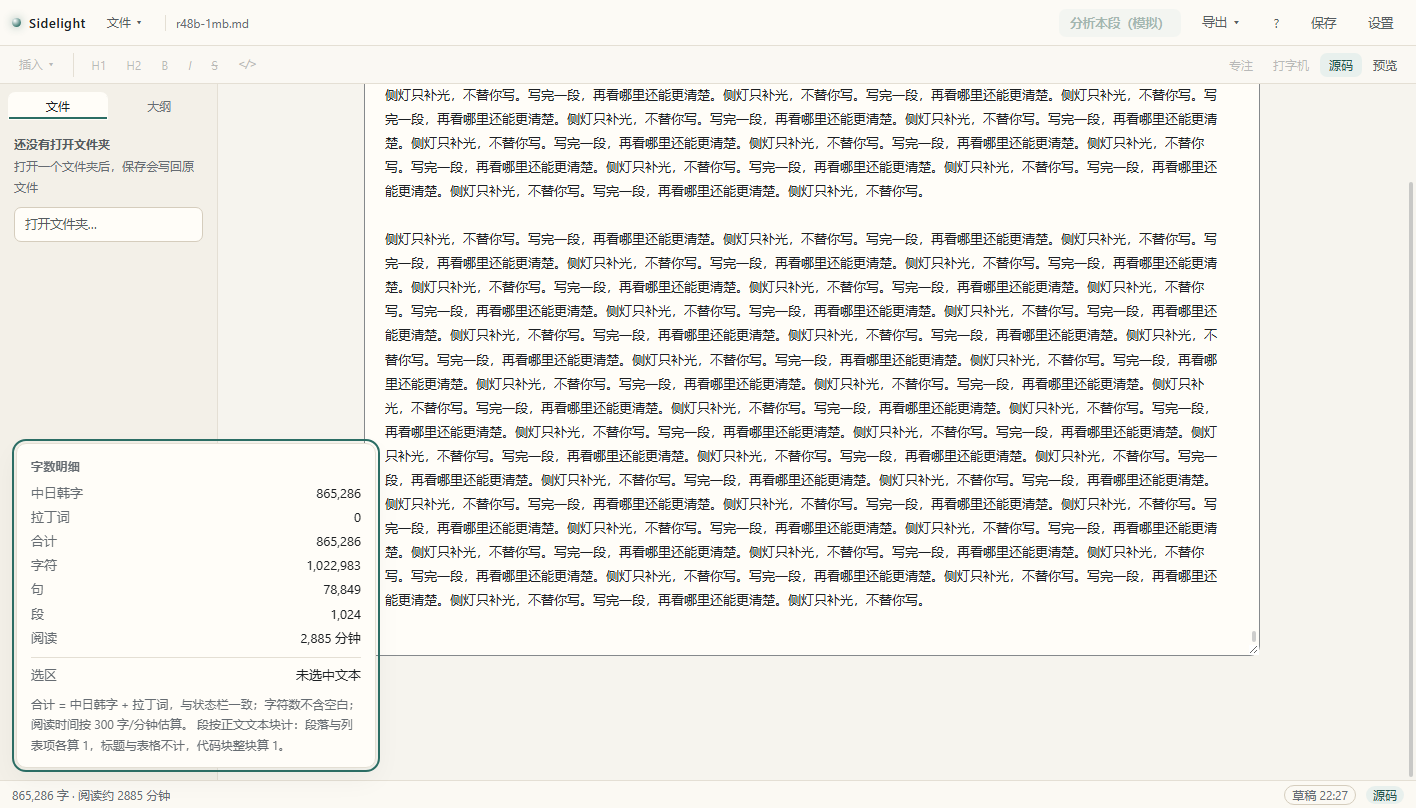 Sidelight
文件
r48b-1mb.md
分析本段（模拟）
导出
?
保存
设置
插入
H1
H2
B
I
S
</>
专注
打字机
源码
预览
文件
大纲
还没有打开文件夹
打开一个文件夹后，保存会写回原
文件
打开文件夹...
侧灯只补光，不替你写。写完一段，再看哪里还能更清楚。侧灯只补光，不替你写。写完一段，再看哪里还能更清楚。侧灯只补光，不替你写。写
完一段，再看哪里还能更清楚。侧灯只补光，不替你写。写完一段，再看哪里还能更清楚。侧灯只补光，不替你写。写完一段，再看哪里还能更清
楚。侧灯只补光，不替你写。写完一段，再看哪里还能更清楚。侧灯只补光，不替你写。写完一段，再看哪里还能更清楚。侧灯只补光，不替你
写。写完一段，再看哪里还能更清楚。侧灯只补光，不替你写。写完一段，再看哪里还能更清楚。侧灯只补光，不替你写。写完一段，再看哪里还
能更清楚。侧灯只补光，不替你写。写完一段，再看哪里还能更清楚。侧灯只补光，不替你写。
侧灯只补光，不替你写。写完一段，再看哪里还能更清楚。侧灯只补光，不替你写。写完一段，再看哪里还能更清楚。侧灯只补光，不替你写。写
完一段，再看哪里还能更清楚。侧灯只补光，不替你写。写完一段，再看哪里还能更清楚。侧灯只补光，不替你写。写完一段，再看哪里还能更清
楚。侧灯只补光，不替你写。写完一段，再看哪里还能更清楚。侧灯只补光，不替你写。写完一段，再看哪里还能更清楚。侧灯只补光，不替你
写。写完一段，再看哪里还能更清楚。侧灯只补光，不替你写。写完一段，再看哪里还能更清楚。侧灯只补光，不替你写。写完一段，再看哪里还
能更清楚。侧灯只补光，不替你写。写完一段，再看哪里还能更清楚。侧灯只补光，不替你写。写完一段，再看哪里还能更清楚。侧灯只补光，不
替你写。写完一段，再看哪里还能更清楚。侧灯只补光，不替你写。写完一段，再看哪里还能更清楚。侧灯只补光，不替你写。写完一段，再看哪
里还能更清楚。侧灯只补光，不替你写。写完一段，再看哪里还能更清楚。侧灯只补光，不替你写。写完一段，再看哪里还能更清楚。侧灯只补
光，不替你写。写完一段，再看哪里还能更清楚。侧灯只补光，不替你写。写完一段，再看哪里还能更清楚。侧灯只补光，不替你写。写完一段，
再看哪里还能更清楚。侧灯只补光，不替你写。写完一段，再看哪里还能更清楚。侧灯只补光，不替你写。写完一段，再看哪里还能更清楚。侧灯
只补光，不替你写。写完一段，再看哪里还能更清楚。侧灯只补光，不替你写。写完一段，再看哪里还能更清楚。侧灯只补光，不替你写。写完一
段，再看哪里还能更清楚。侧灯只补光，不替你写。写完一段，再看哪里还能更清楚。侧灯只补光，不替你写。写完一段，再看哪里还能更清楚。
侧灯只补光，不替你写。写完一段，再看哪里还能更清楚。侧灯只补光，不替你写。写完一段，再看哪里还能更清楚。侧灯只补光，不替你写。写
完一段，再看哪里还能更清楚。侧灯只补光，不替你写。写完一段，再看哪里还能更清楚。侧灯只补光，不替你写。写完一段，再看哪里还能更清
楚。侧灯只补光，不替你写。写完一段，再看哪里还能更清楚。侧灯只补光，不替你写。写完一段，再看哪里还能更清楚。侧灯只补光，不替你
写。写完一段，再看哪里还能更清楚。侧灯只补光，不替你写。写完一段，再看哪里还能更清楚。侧灯只补光，不替你写。写完一段，再看哪里还
能更清楚。侧灯只补光，不替你写。写完一段，再看哪里还能更清楚。侧灯只补光，不替你写。
字数明细
中日韩字 865,286
拉丁词 0
合计 865,286
字符 1,022,983
句 78,849
段 1,024
阅读 2,885 分钟
选区 未选中文本
合计 = 中日韩字 + 拉丁词，与状态栏一致；字符数不含空白；
阅读时间按 300 字/分钟估算。 段按正文文本块计：段落与列
表项各算 1，标题与表格不计，代码块整块算 1。
865,286 字 · 阅读约 2885 分钟
草稿 22:27
源码